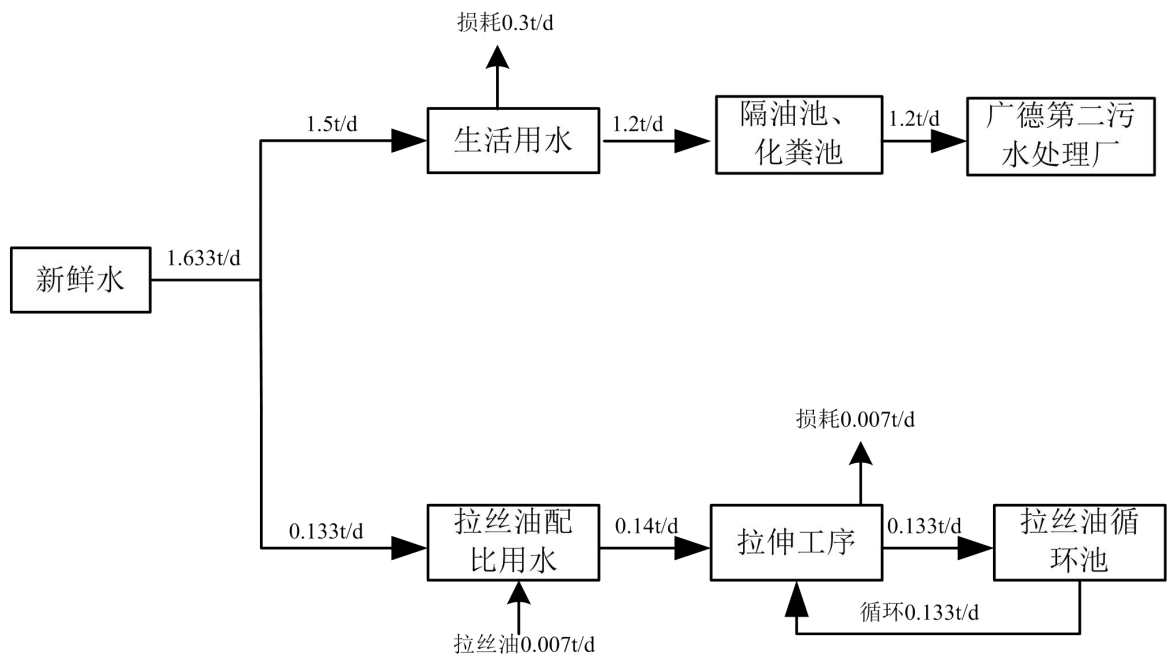 损耗0.3t/d
1.5t/d
生活用水
1.2t/d
隔油池、
化粪池
1.2t/d
广德第二污
水处理厂
新鲜水
1.633t/d
损耗0.007t/d
0.133t/d
拉丝油配
比用水
0.14t/d
拉伸工序
0.133t/d
拉丝油循
环池
循环0.133t/d
拉丝油0.007t/d